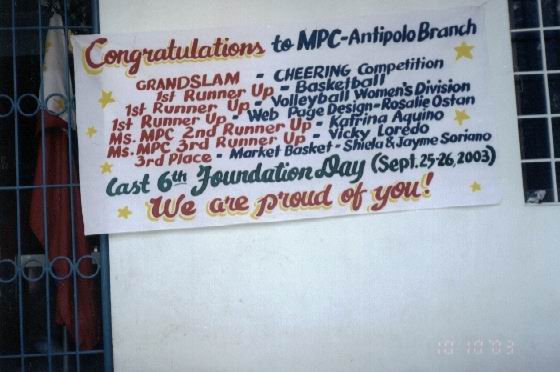 Congratulations to MPC-Antipolo Branch
GRANDSLAM - CHEERING Competition
1st Runner Up - Basketball
1st Runner Up - Volleyball Women's Division
1st Runner Up - Web Page Design-Rosalie Ostan
Ms. MPC 2nd Runner Up - Katrina Aquino
Ms. MPC 3rd Runner Up - Vicky Loredo
3rd Place - Market Basket - Shiela & Jayme Soriano
Last 6th Foundation Day (Sept. 25-26, 2003)
We are proud of you!
10 10 '03